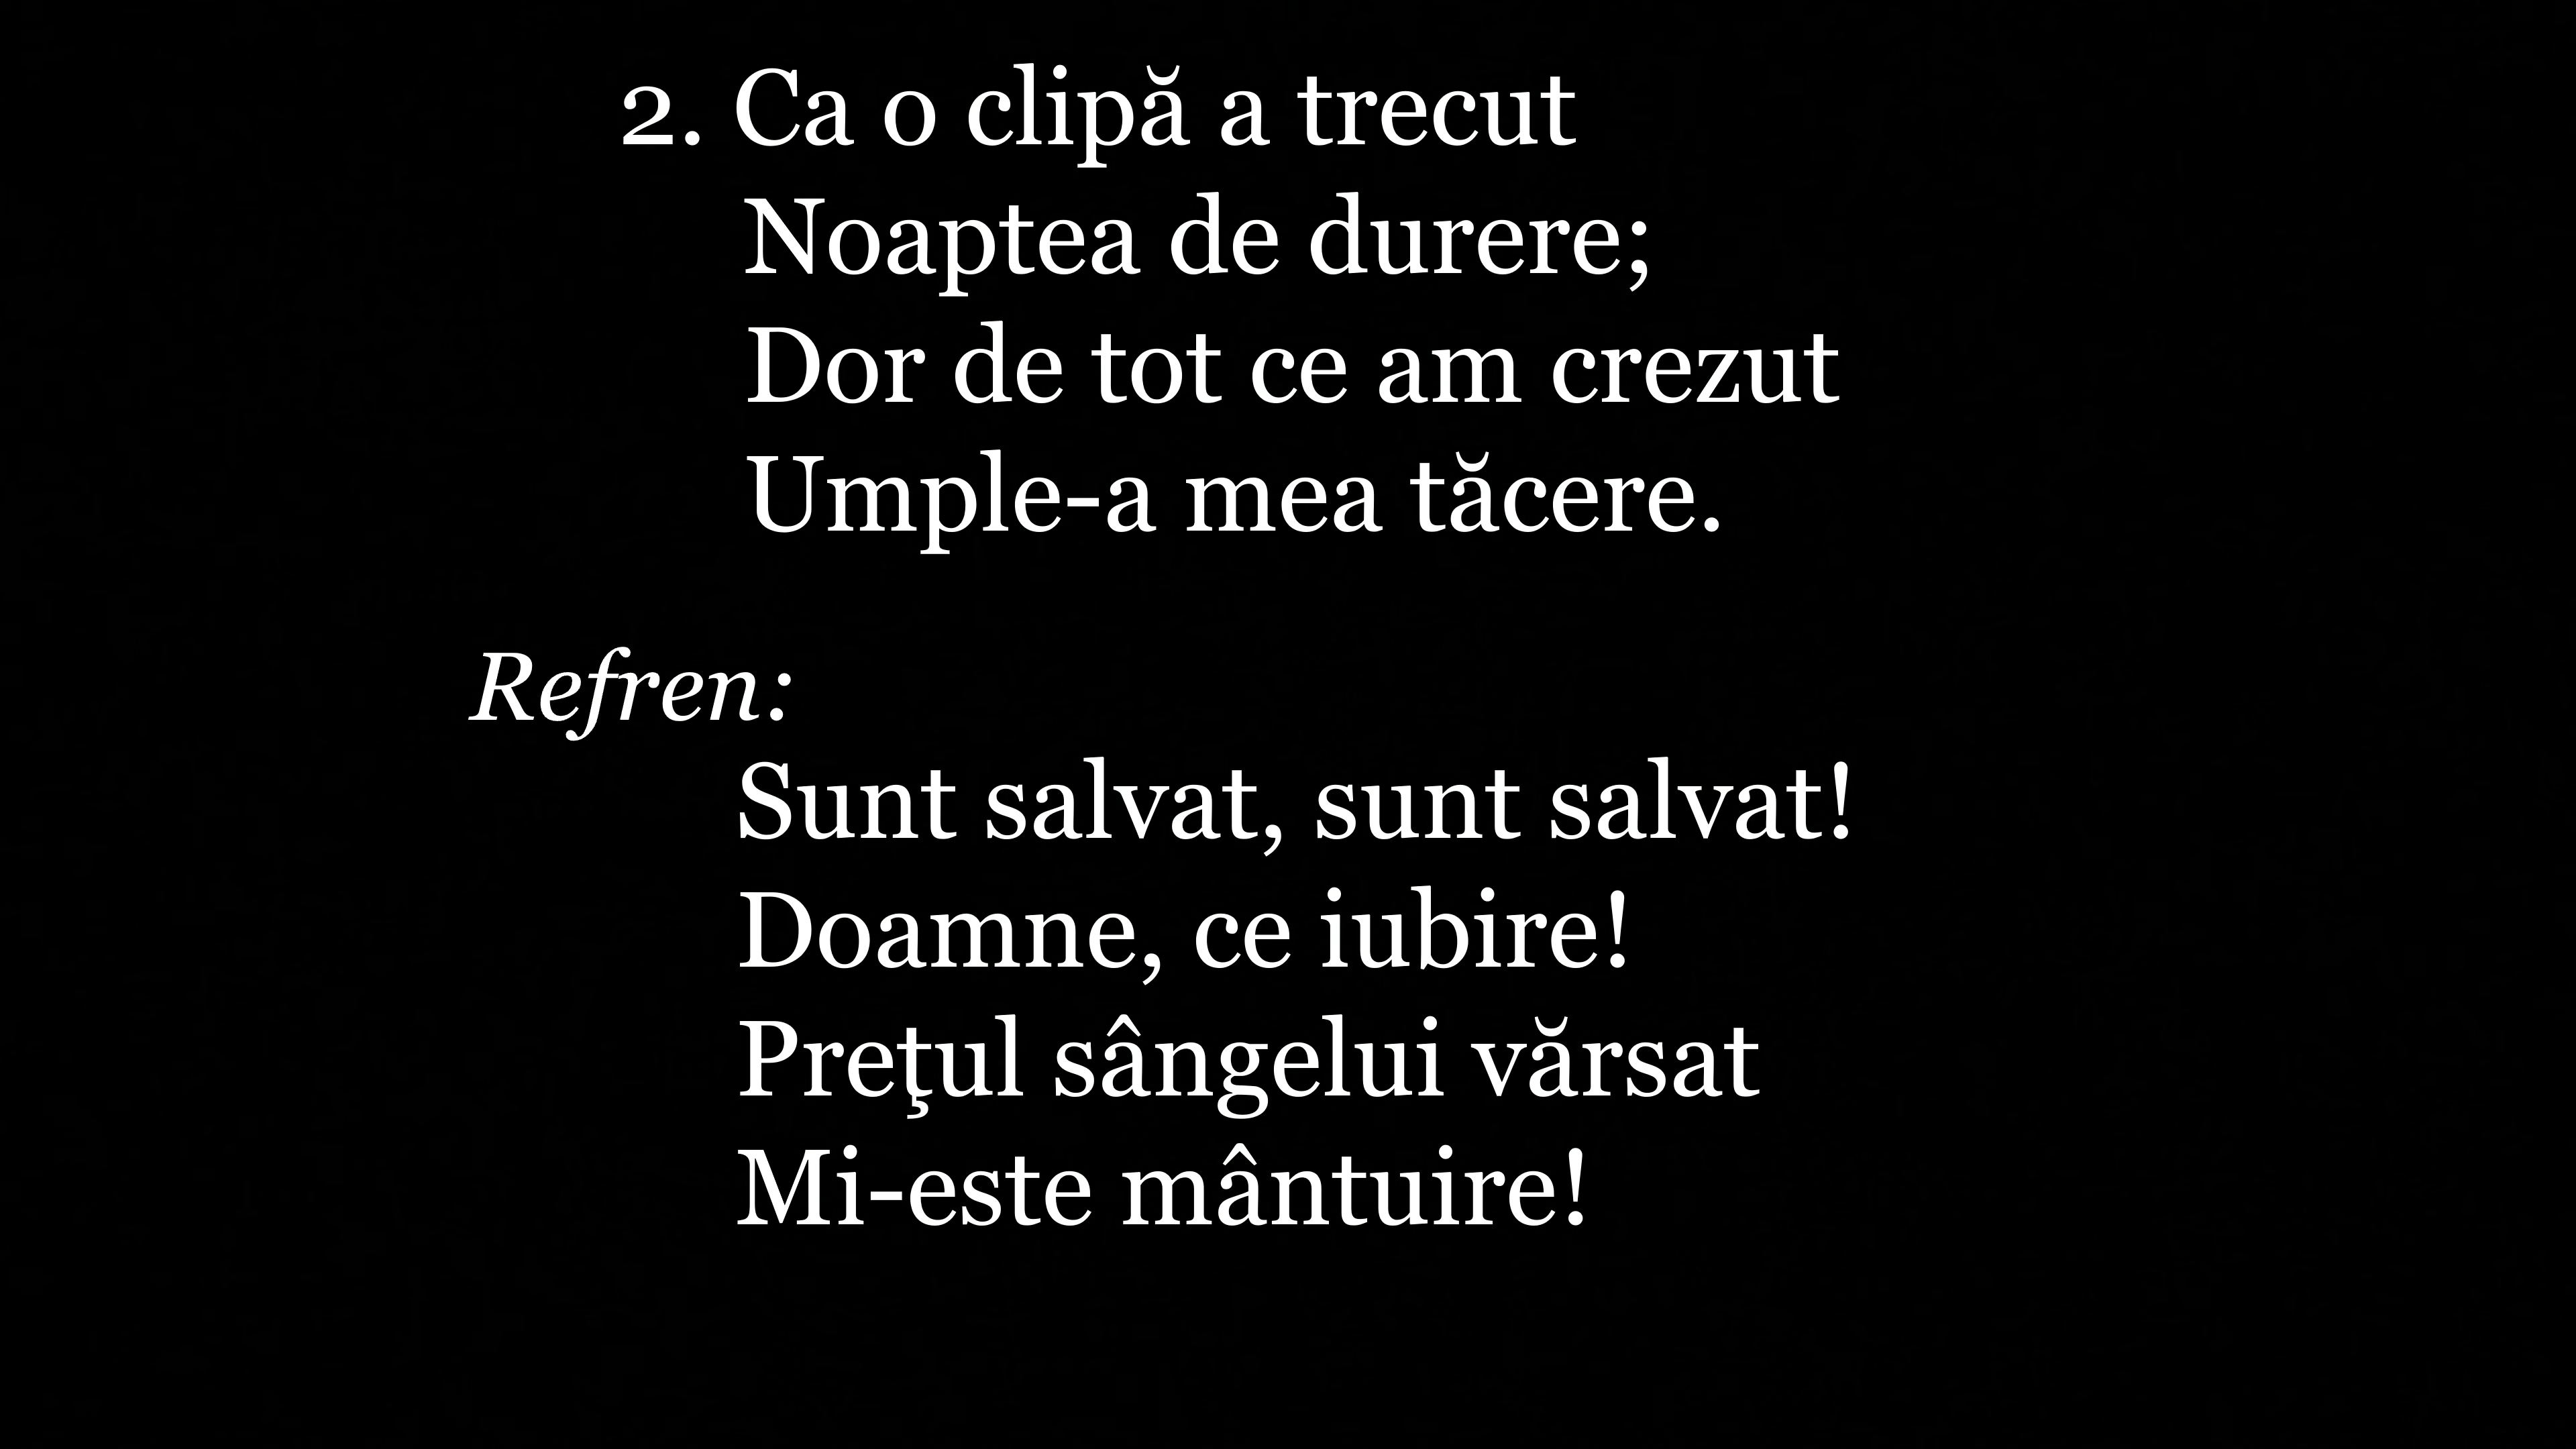 2. Ca o clipă a trecut
Noaptea de durere;
Dor de tot ce am crezut
Umple-a mea tăcere.
Refren:
Sunt salvat, sunt salvat!
Doamne, ce iubire!
Preţul sângelui vărsat
Mi-este mântuire!